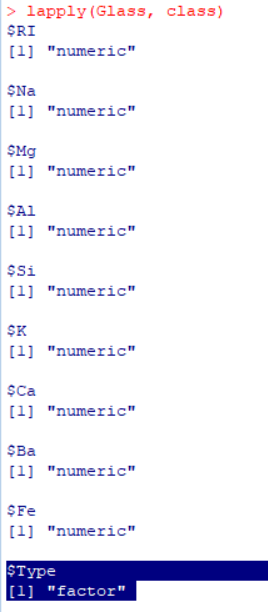 > lapply(Glass, class)
$RI
[1] "numeric"
$Na
[1] "numeric"
$Mg
[1] "numeric"
$Al
[1] "numeric"
$Si
[1] "numeric"
$K
[1] "numeric"
$Ca
[1] "numeric"
$Ba
[1] "numeric"
$Fe
[1] "numeric"
$Type
[1] "factor"